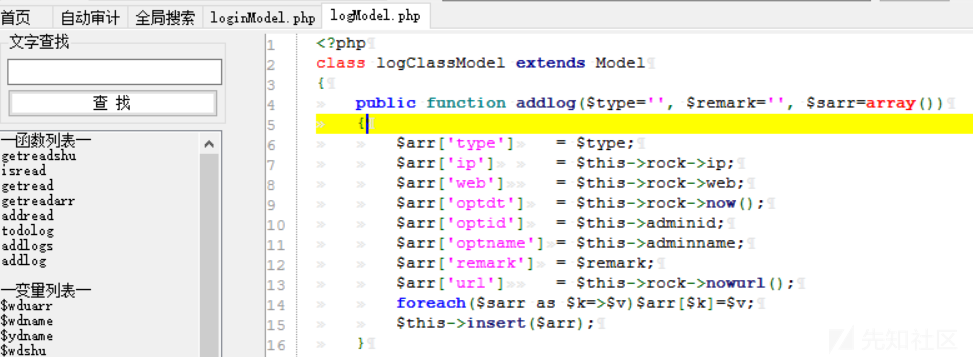 首页 自动审计 全局搜索 loginModel.php logModel.php
文字查找
查 找
函数列表
getreadshu
isread
getread
getreadarr
addread
todolog
addlogs
addlog
变量列表
$wduarr
$wdname
$ydname
$wdshu
1 <?php
2 class logClassModel extends Model
3 {
4 public function addlog($type='', $remark='', $sarr=array())
5 {
6 $arr['type'] = $type;
7 $arr['ip'] = $this->rock->ip;
8 $arr['web'] = $this->rock->web;
9 $arr['optdt'] = $this->rock->now();
10 $arr['optid'] = $this->adminid;
11 $arr['optname'] = $this->adminname;
12 $arr['remark'] = $remark;
13 $arr['url'] = $this->rock->nowurl();
14 foreach($sarr as $k=>$v)$arr[$k]=$v;
15 $this->insert($arr);
16 }
先知社区